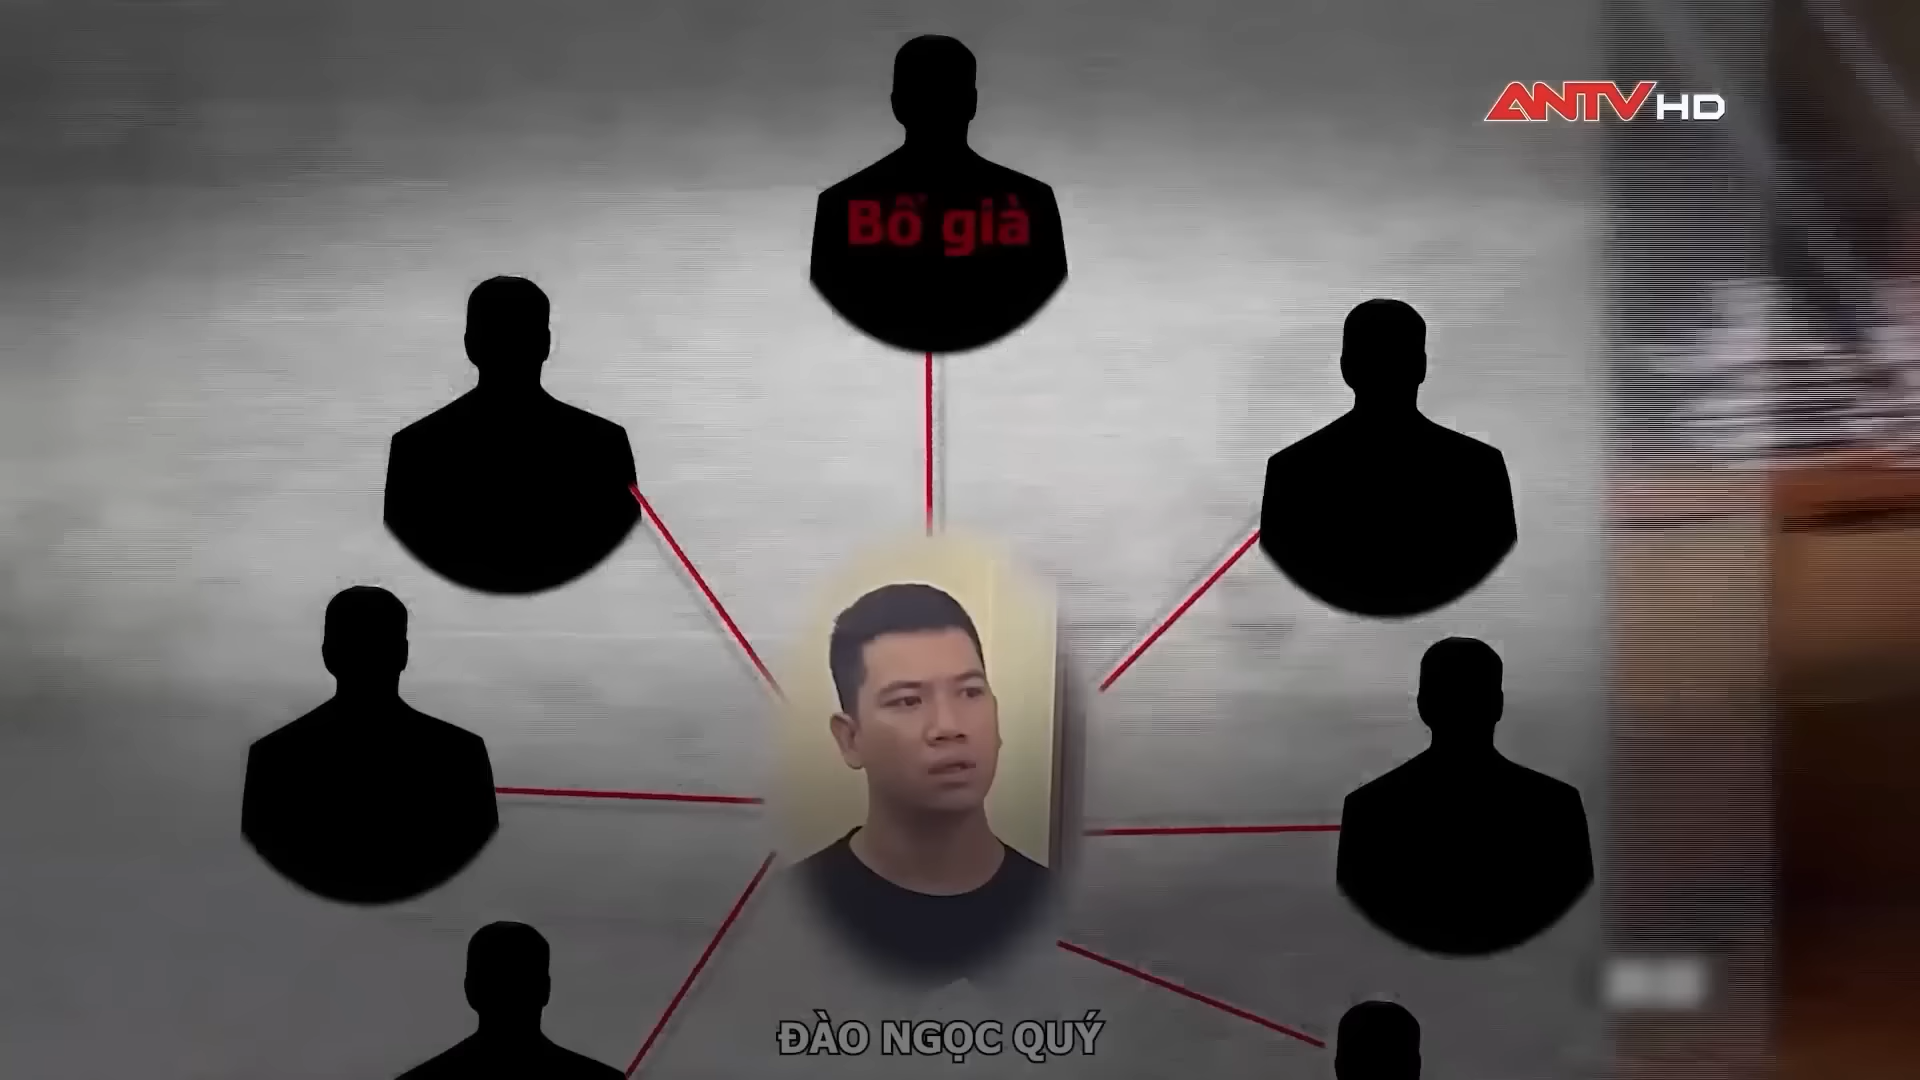 ANTV HD
Bố già
ĐÀO NGỌC QUÝ